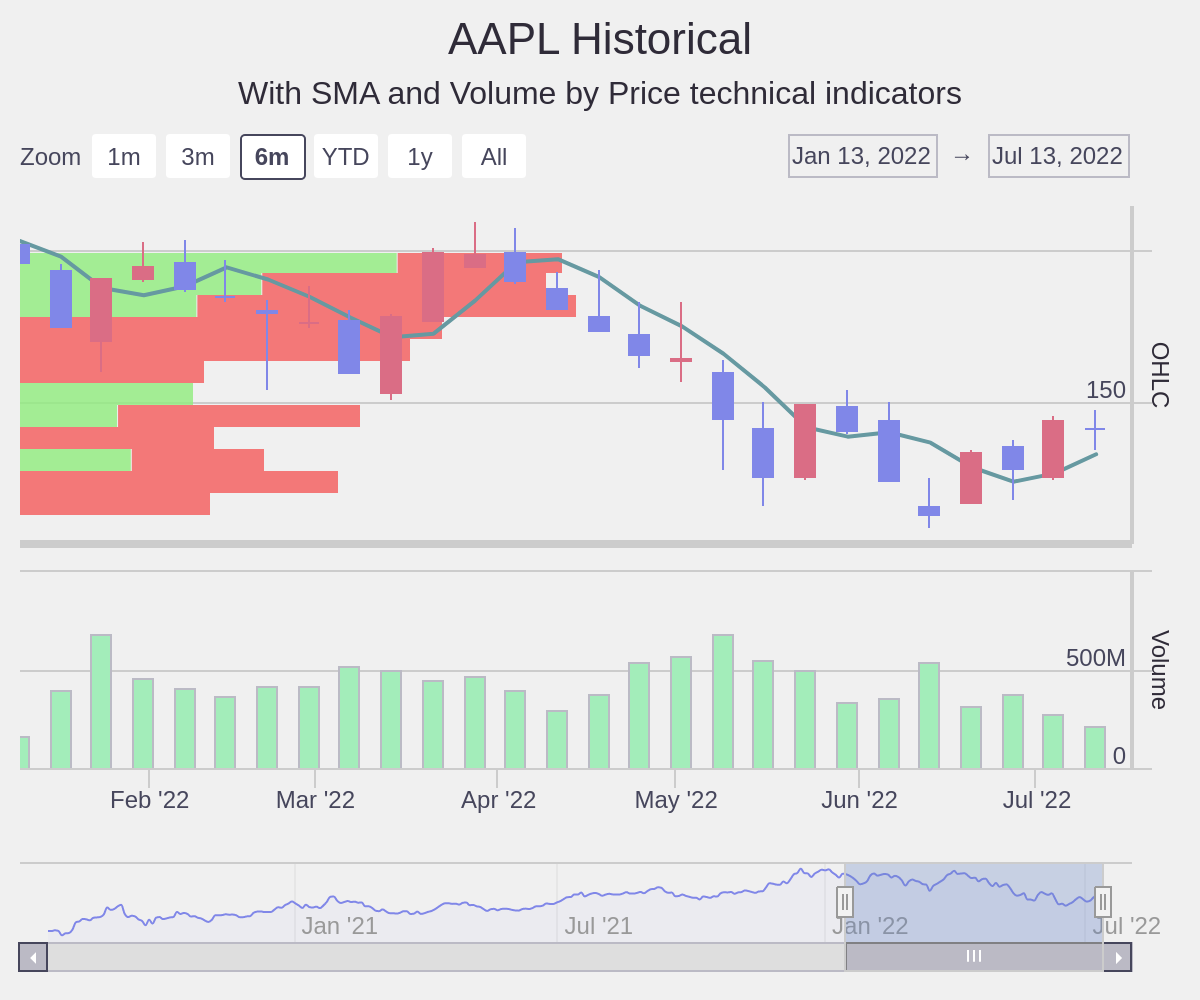 AAPL Historical
With SMA and Volume by Price technical indicators
Zoom 1m 3m 6m YTD 1y All Jan 13, 2022 → Jul 13, 2022
OHLC
150
Volume
500M
0
Feb '22 Mar '22 Apr '22 May '22 Jun '22 Jul '22
Jan '21 Jul '21 Jan '22 Jul '22